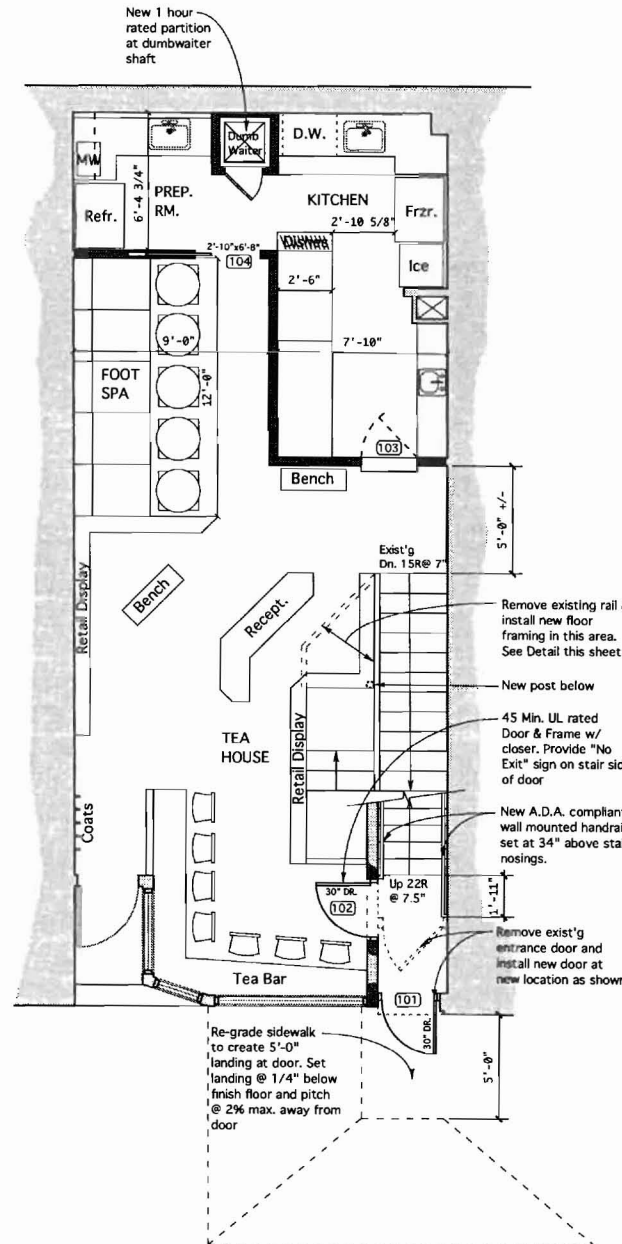 New 1 hour
rated partition
at dumbwaiter
shaft
Dumb
Waiter
D.W.
MW
PREP.
RM.
6'-4 3/4"
Refr.
KITCHEN
2'-10 5/8"
Frzr.
Dishes
Ice
2'-10"x6'-8"
104
2'-6"
9'-0"
7'-10"
FOOT
SPA
12'-0"
103
Bench
5'-0" +/-
Exist'g
Dn. 15R@ 7"
Bench
Retail Display
Recept.
Remove existing rail
install new floor
framing in this area.
See Detail this sheet
New post below
TEA
HOUSE
Retail Display
45 Min. UL rated
Door & Frame w/
closer. Provide "No
Exit" sign on stair sid
of door
Coats
New A.D.A. compliant
wall mounted handrai
set at 34" above stai
nosings.
30" DR.
102
Up 22R
@ 7.5"
1'-11"
Remove exist'g
entrance door and
install new door at
new location as shown
Tea Bar
101
30" DR.
Re-grade sidewalk
to create 5'-0"
landing at door. Set
landing @ 1/4" below
finish floor and pitch
@ 2% max. away from
door
5'-0"